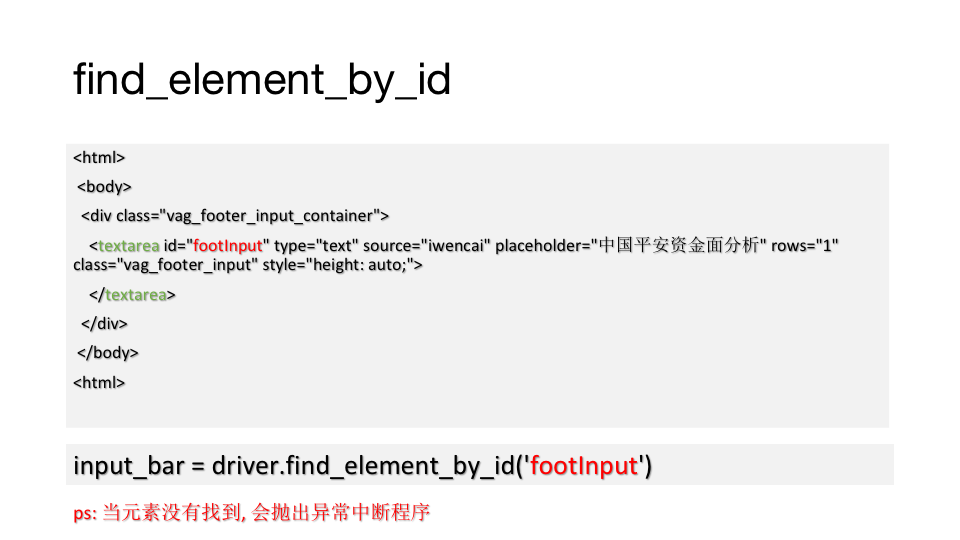 find_element_by_id
<html>
<body>
<div class="vag_footer_input_container">
<textarea id="footInput" type="text" source="iwencai" placeholder="中国平安资金面分析" rows="1"
class="vag_footer_input" style="height: auto;">
</textarea>
</div>
</body>
<html>
input_bar = driver.find_element_by_id('footInput')
ps: 当元素没有找到, 会抛出异常中断程序